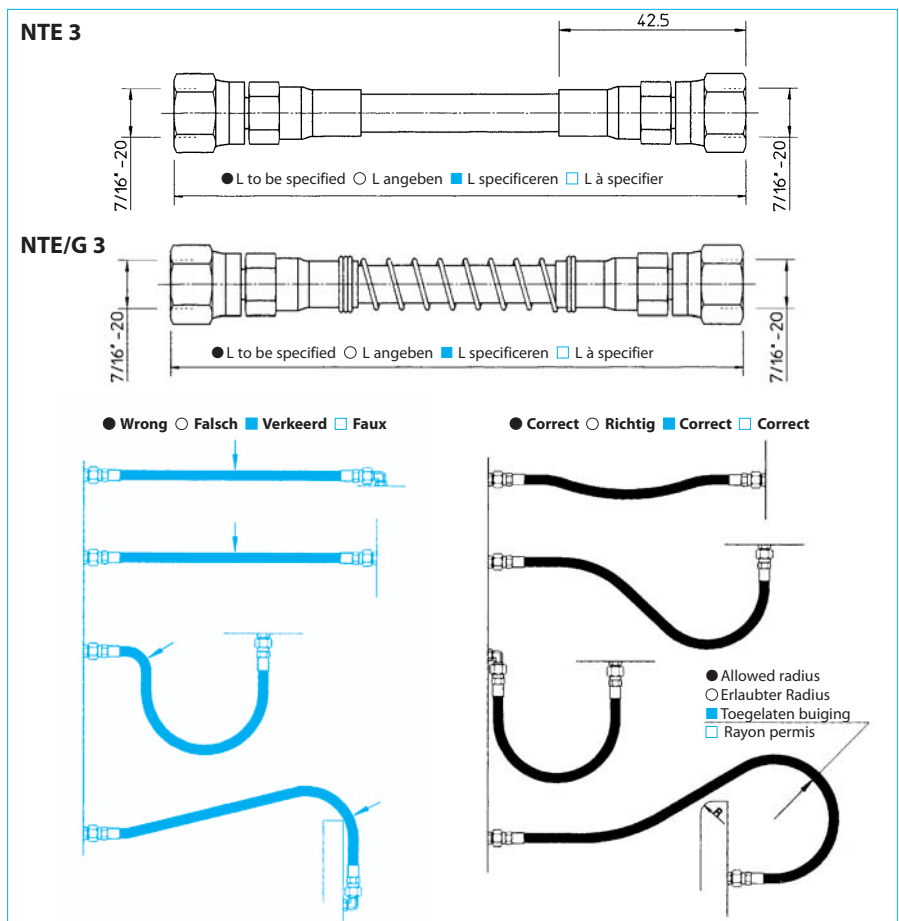 NTE 3
42.5
7/16" -20
7/16" -20
● L to be specified ○ L angeben ■ L specificeren □ L à specifier
NTE/G 3
7/16" -20
7/16" -20
● L to be specified ○ L angeben ■ L specificeren □ L à specifier
● Wrong ○ Falsch ■ Verkeerd □ Faux
● Correct ○ Richtig ■ Correct □ Correct
● Allowed radius
○ Erlaubter Radius
■ Toegelaten buiging
□ Rayon permis
R